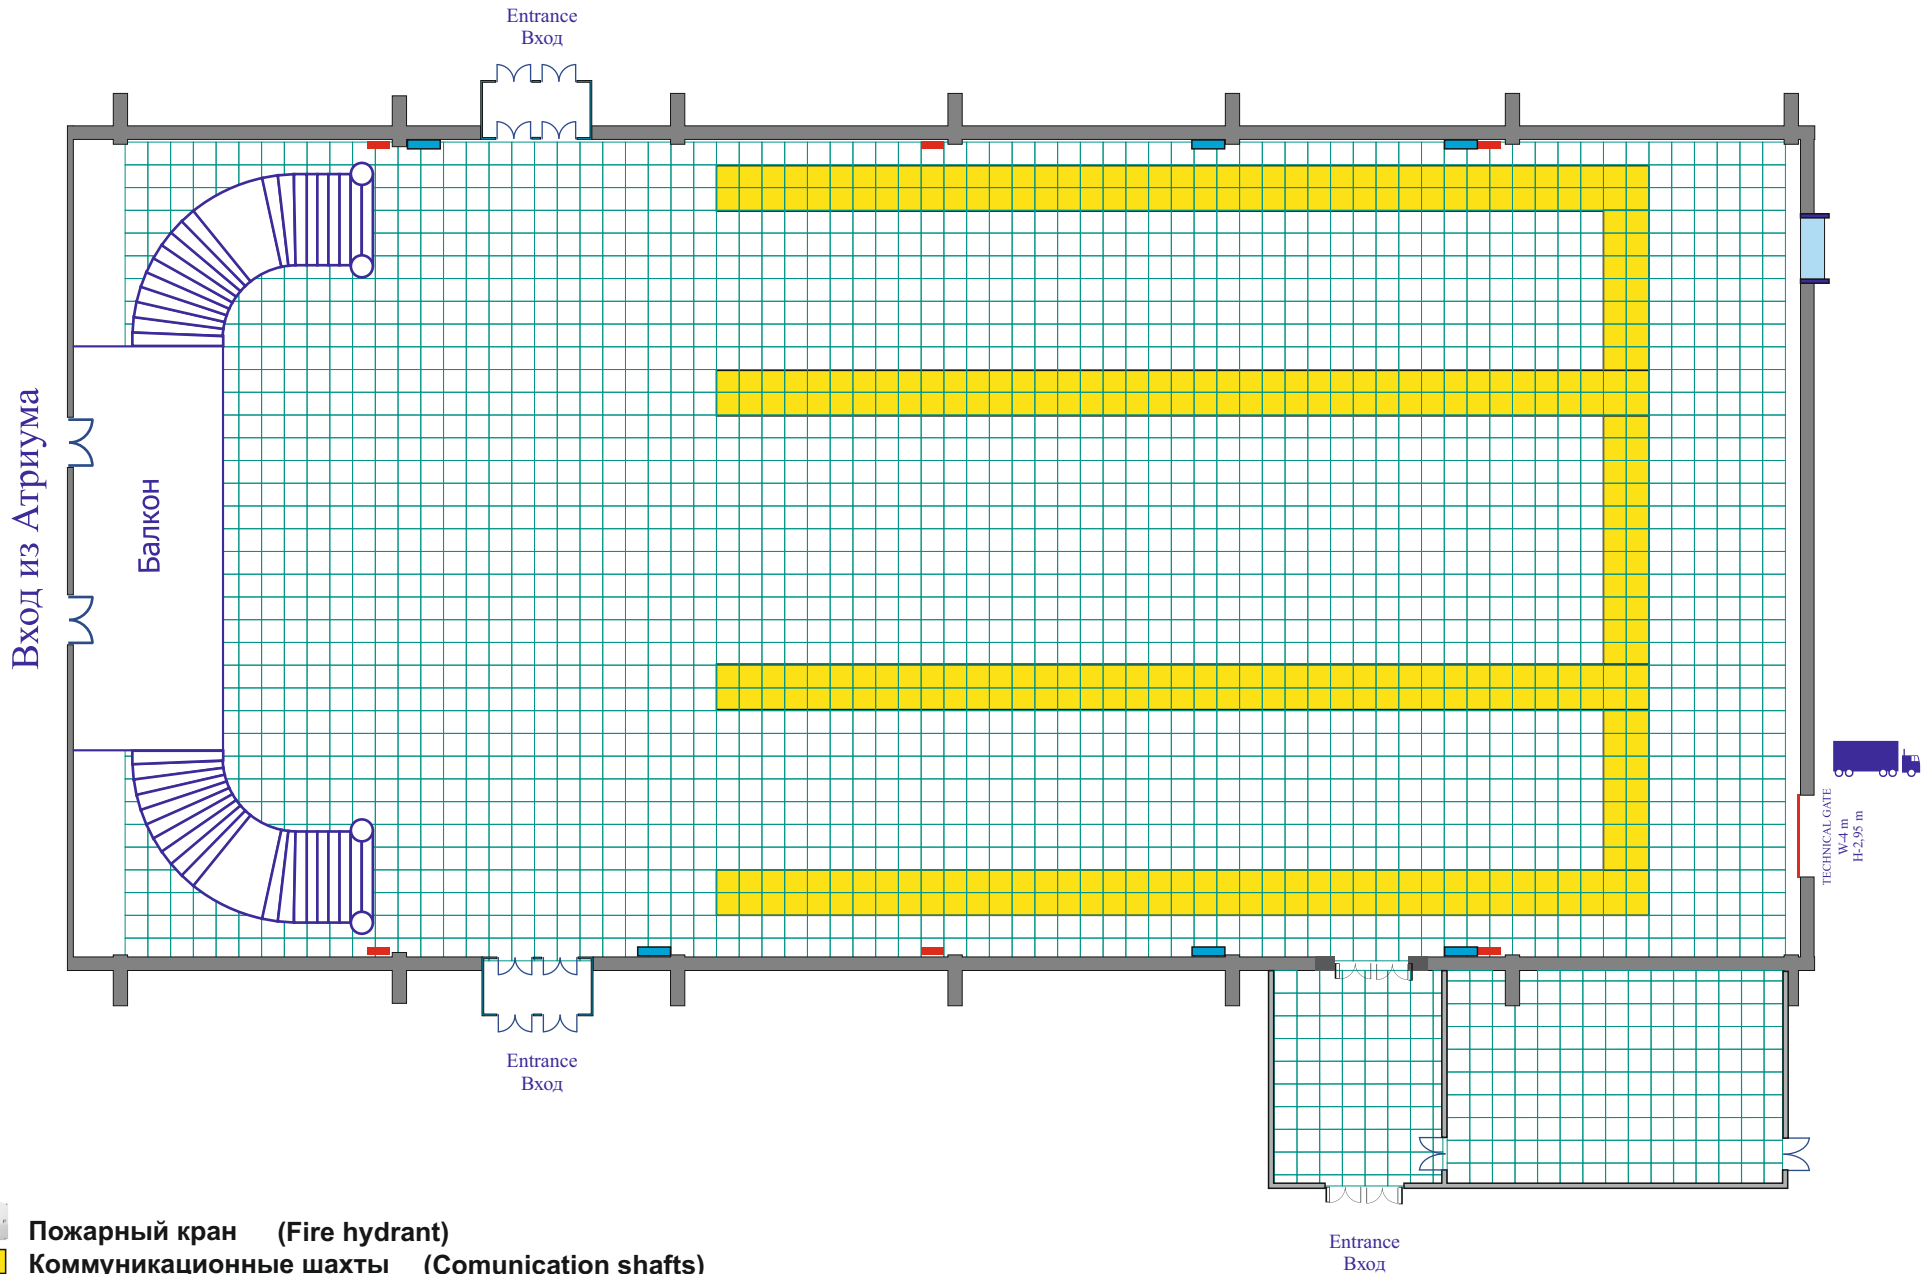 Entrance
Вход
Вход из Атриума
Балкон
TECHNICAL GATE
W-4 m
H-2,95 m
Entrance
Вход
Entrance
Вход
Пожарный кран (Fire hydrant)
Коммуникационные шахты (Comunication shafts)